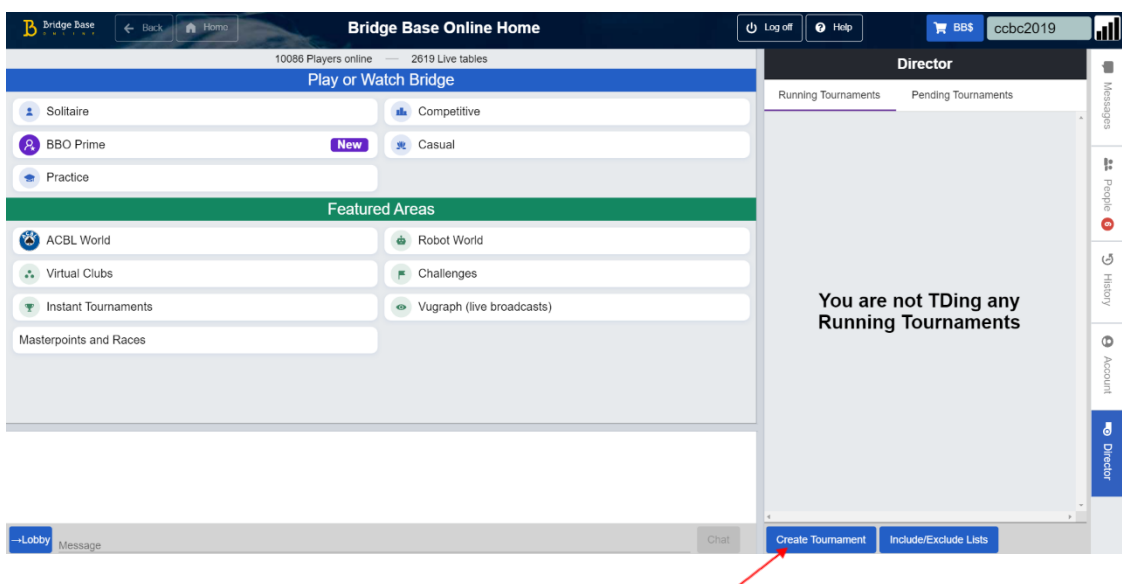 Bridge Base
ONLINE
Back
Home
Bridge Base Online Home
Log off
Help
BB$
ccbc2019
10086 Players online — 2619 Live tables
Play or Watch Bridge
Solitaire
Competitive
BBO Prime
New
Casual
Practice
Featured Areas
ACBL World
Robot World
Virtual Clubs
Challenges
Instant Tournaments
Vugraph (live broadcasts)
Masterpoints and Races
→Lobby
Message
Chat
Director
Running Tournaments
Pending Tournaments
You are not TDing any
Running Tournaments
Create Tournament
Include/Exclude Lists
Messages
People
6
History
Account
Director